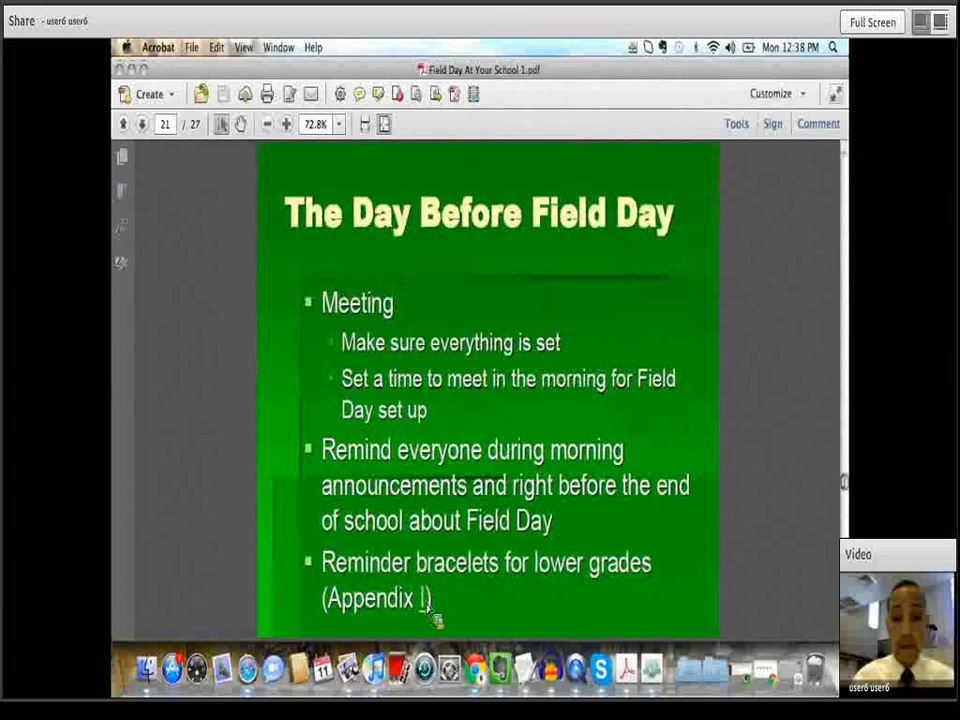 Share - user6 user6
Full Screen
Acrobat File Edit View Window Help
Mon 12:38 PM
Field Day At Your School 1.pdf
Create
Customize
21 / 27
72.8%
Tools Sign Comment
The Day Before Field Day
Meeting
Make sure everything is set
Set a time to meet in the morning for Field
Day set up
Remind everyone during morning
announcements and right before the end
of school about Field Day
Reminder bracelets for lower grades
(Appendix I)
Video
11
user6 user6